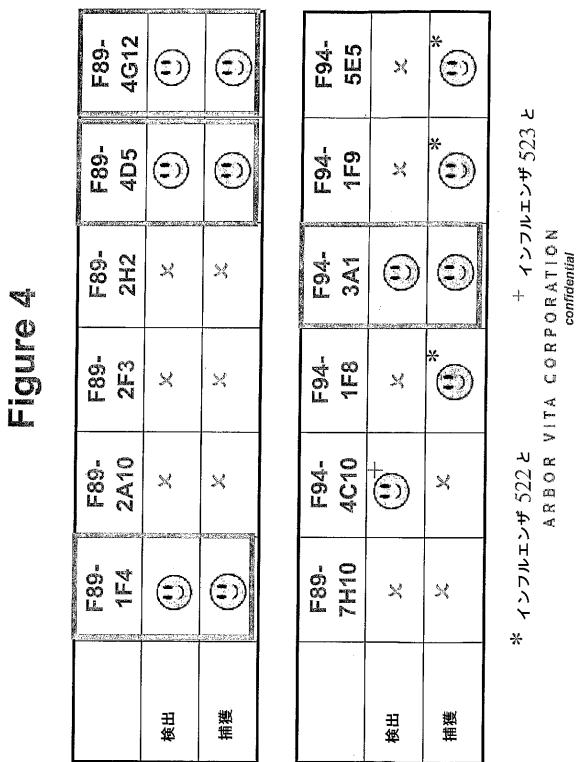 Figure 4
F89-
1F4
F89-
2A10
F89-
2F3
F89-
2H2
F89-
4D5
F89-
4G12
検出
× × ×
捕獲
× × ×
F89-
7H10
F94-
4C10
F94-
1F8
F94-
3A1
F94-
1F9
F94-
5E5
検出
× + × × ×
捕獲
× × * * *
* インフルエンザ 522 と
+ インフルエンザ 523 と
ARBOR VITA CORPORATION
confidential